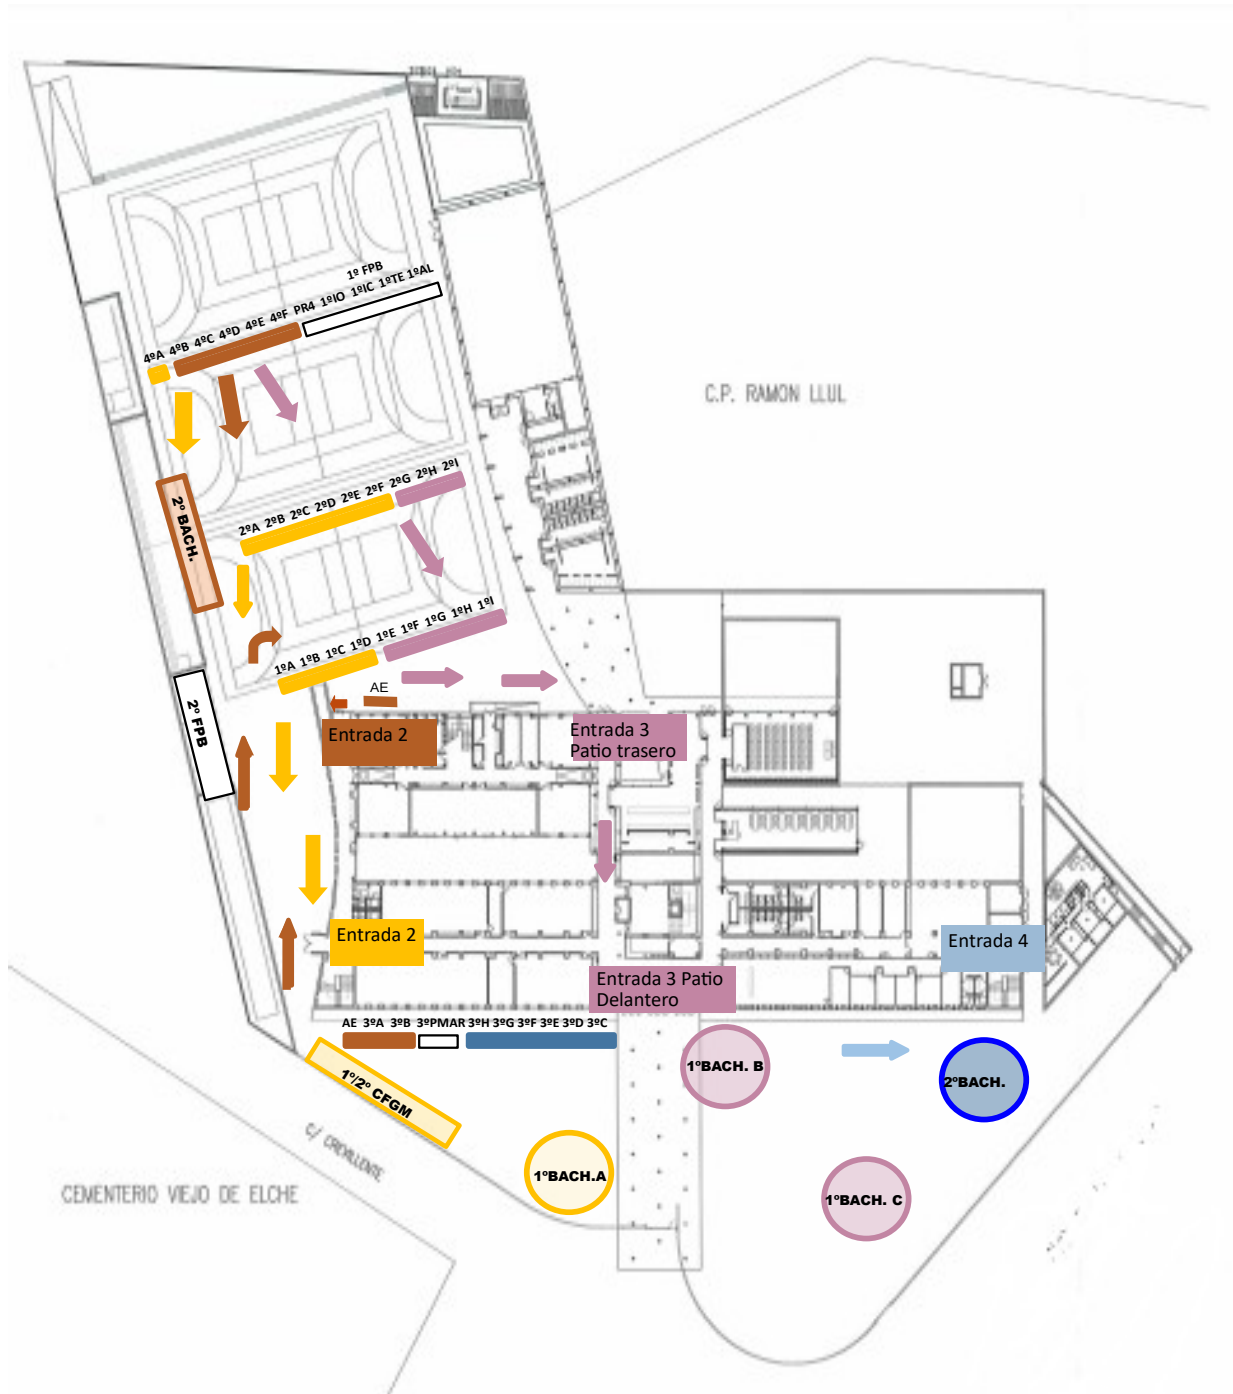 1º FPB
4ºA 4ºB 4ºC 4ºD 4ºE 4ºF PR4 1ºIO 1ºIC 1ºTE 1ºAL
C.P. RAMON LLUL
2ºA 2ºB 2ºC 2ºD 2ºE 2ºF 2ºG 2ºH 2ºI
2º BACH.
1ºA 1ºB 1ºC 1ºD 1ºE 1ºF 1ºG 1ºH 1ºI
AE
2º FPB
Entrada 2
Entrada 3
Patio trasero
Entrada 2
Entrada 4
Entrada 3 Patio
Delantero
AE 3ºA 3ºB 3ºPMAR 3ºH 3ºG 3ºF 3ºE 3ºD 3ºC
1º/2º CFGM
1ºBACH. B
2ºBACH.
C/ CREVILLENTE
1ºBACH.A
1ºBACH. C
CEMENTERIO VIEJO DE ELCHE